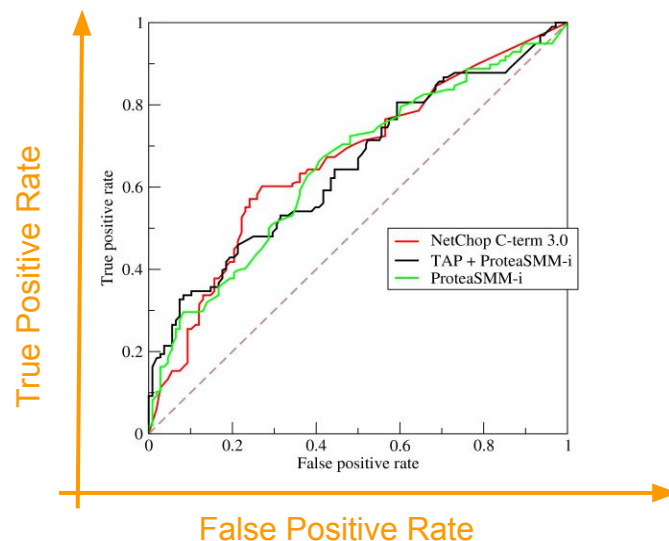 True Positive Rate
True positive rate
1
0.8
0.6
0.4
0.2
0
NetChop C-term 3.0
TAP + ProteaSMM-i
ProteaSMM-i
0
0.2
0.4
0.6
0.8
1
False positive rate
False Positive Rate